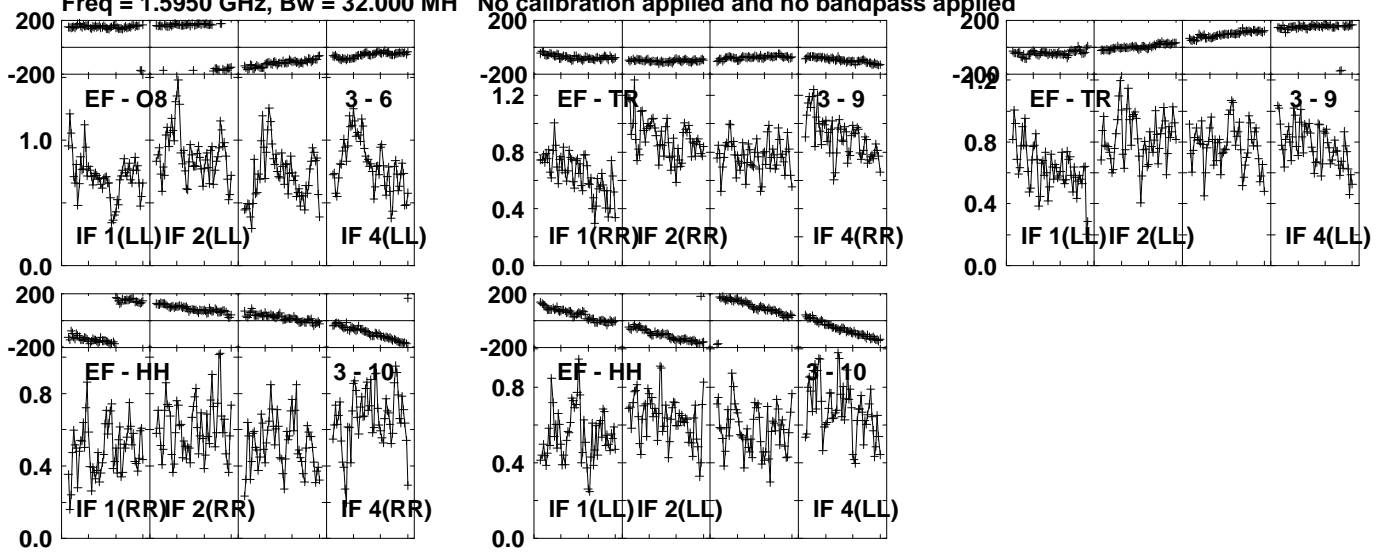 Freq = 1.5950 GHz, Bw = 32.000 MH No calibration applied and no bandpass applied
200
-200
EF - O8 3 - 6
1.0
IF 1(LL) IF 2(LL) IF 4(LL)
0.0
200
-200
1.2
EF - TR 3 - 9
0.8
0.4
IF 1(RR) IF 2(RR) IF 4(RR)
0.0
200
-200
1.2
EF - TR 3 - 9
0.8
0.4
IF 1(LL) IF 2(LL) IF 4(LL)
0.0
200
-200
EF - HH 3 - 10
0.8
0.4
IF 1(RR) IF 2(RR) IF 4(RR)
0.0
200
-200
EF - HH 3 - 10
0.8
0.4
IF 1(LL) IF 2(LL) IF 4(LL)
0.0